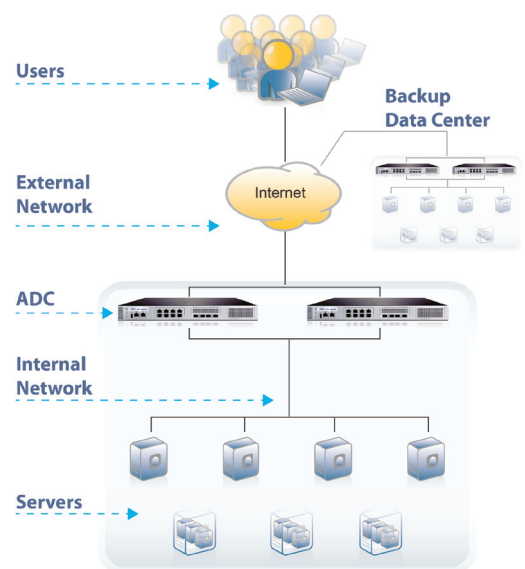 Users
Backup
Data Center
External
Network
Internet
ADC
Internal
Network
Servers